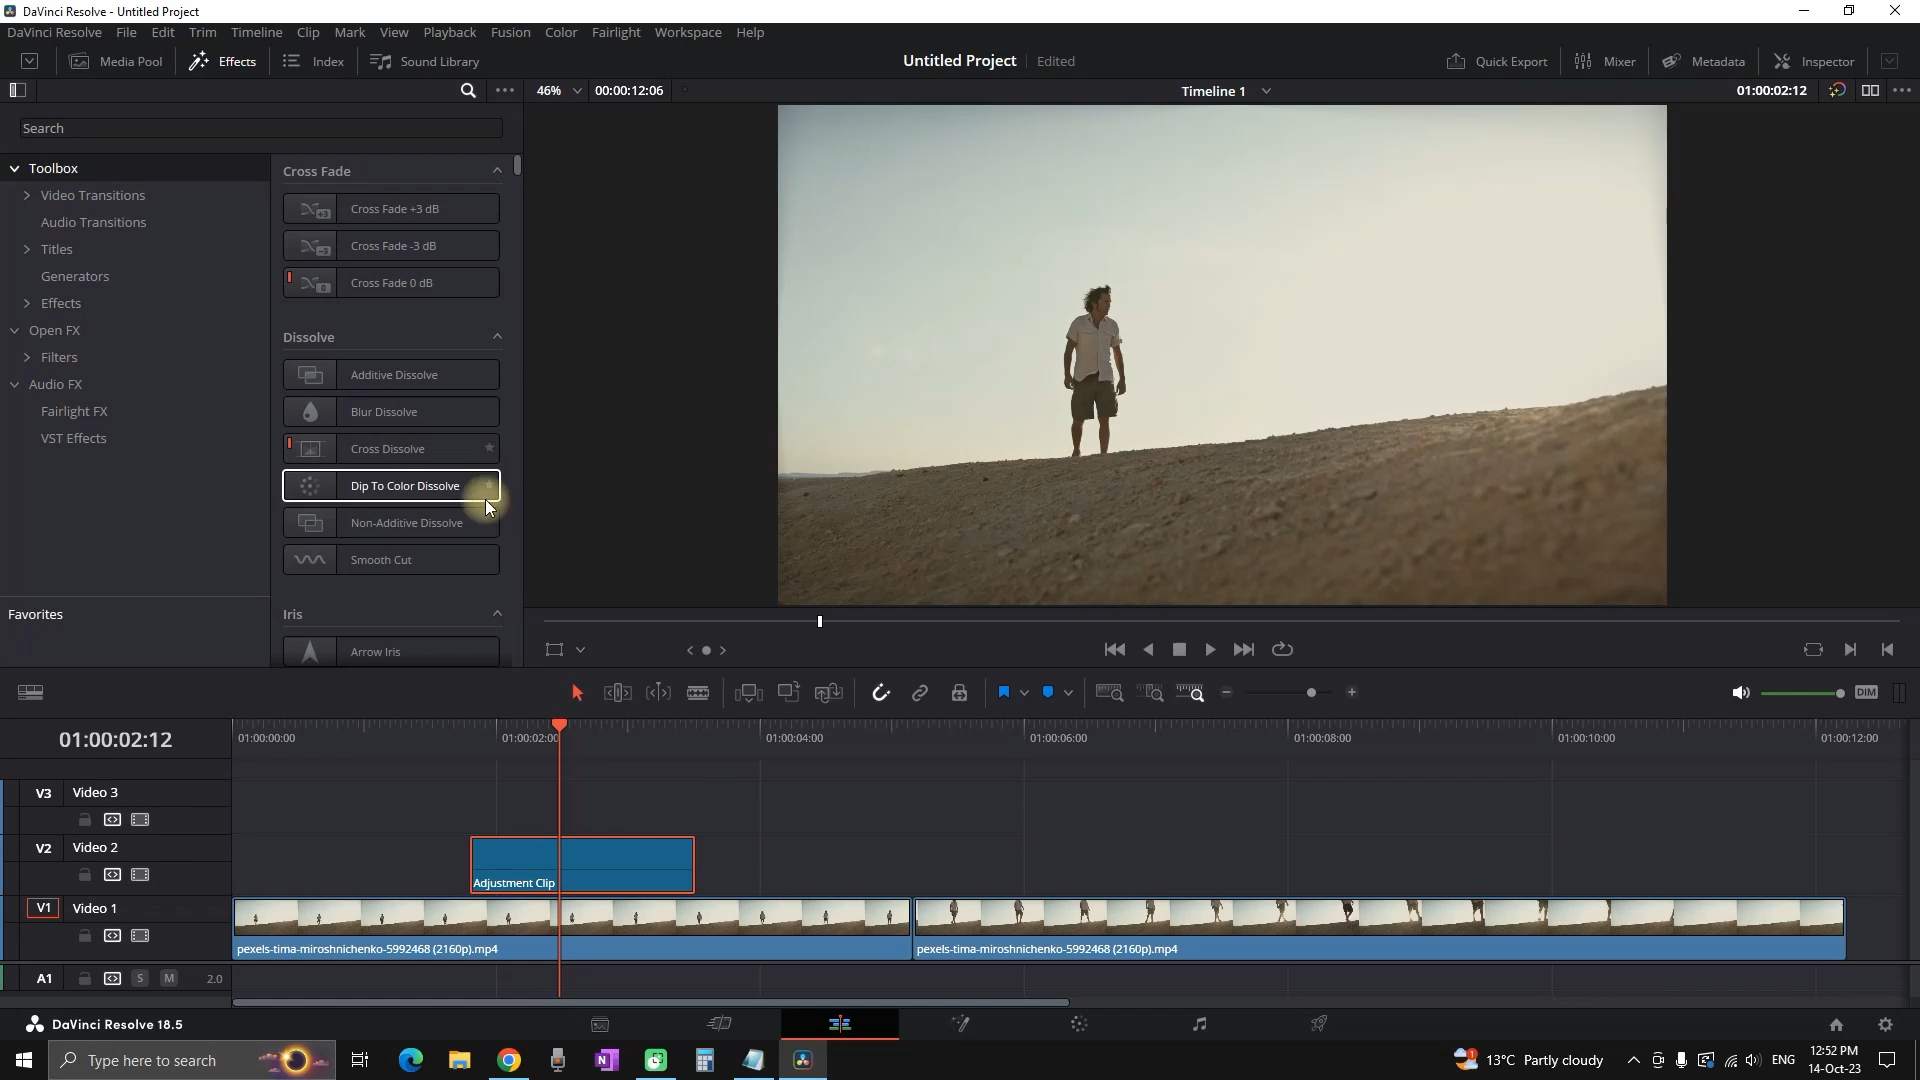 DaVinci Resolve - Untitled Project
DaVinci Resolve File Edit Trim Timeline Clip Mark View Playback Fusion Color Fairlight Workspace Help
Media Pool Effects Index Sound Library Untitled Project Edited Quick Export Mixer Metadata Inspector
46% 00:00:12:06 Timeline 1 01:00:02:12
Search
Toolbox
Video Transitions
Audio Transitions
Titles
Generators
Effects
Open FX
Filters
Audio FX
Fairlight FX
VST Effects
Favorites
Cross Fade
+3 Cross Fade +3 dB
-3 Cross Fade -3 dB
0 Cross Fade 0 dB
Dissolve
Additive Dissolve
Blur Dissolve
Cross Dissolve
Dip To Color Dissolve
Non-Additive Dissolve
Smooth Cut
Iris
Arrow Iris
DIM
01:00:02:12 01:00:00:00 01:00:02:00 01:00:04:00 01:00:06:00 01:00:08:00 01:00:10:00 01:00:12:00
V3 Video 3
V2 Video 2
Adjustment Clip
V1 Video 1
pexels-tima-miroshnichenko-5992468 (2160p).mp4 pexels-tima-miroshnichenko-5992468 (2160p).mp4
A1 S M 2.0
DaVinci Resolve 18.5
Type here to search 1 13°C Partly cloudy ENG 12:52 PM
14-Oct-23